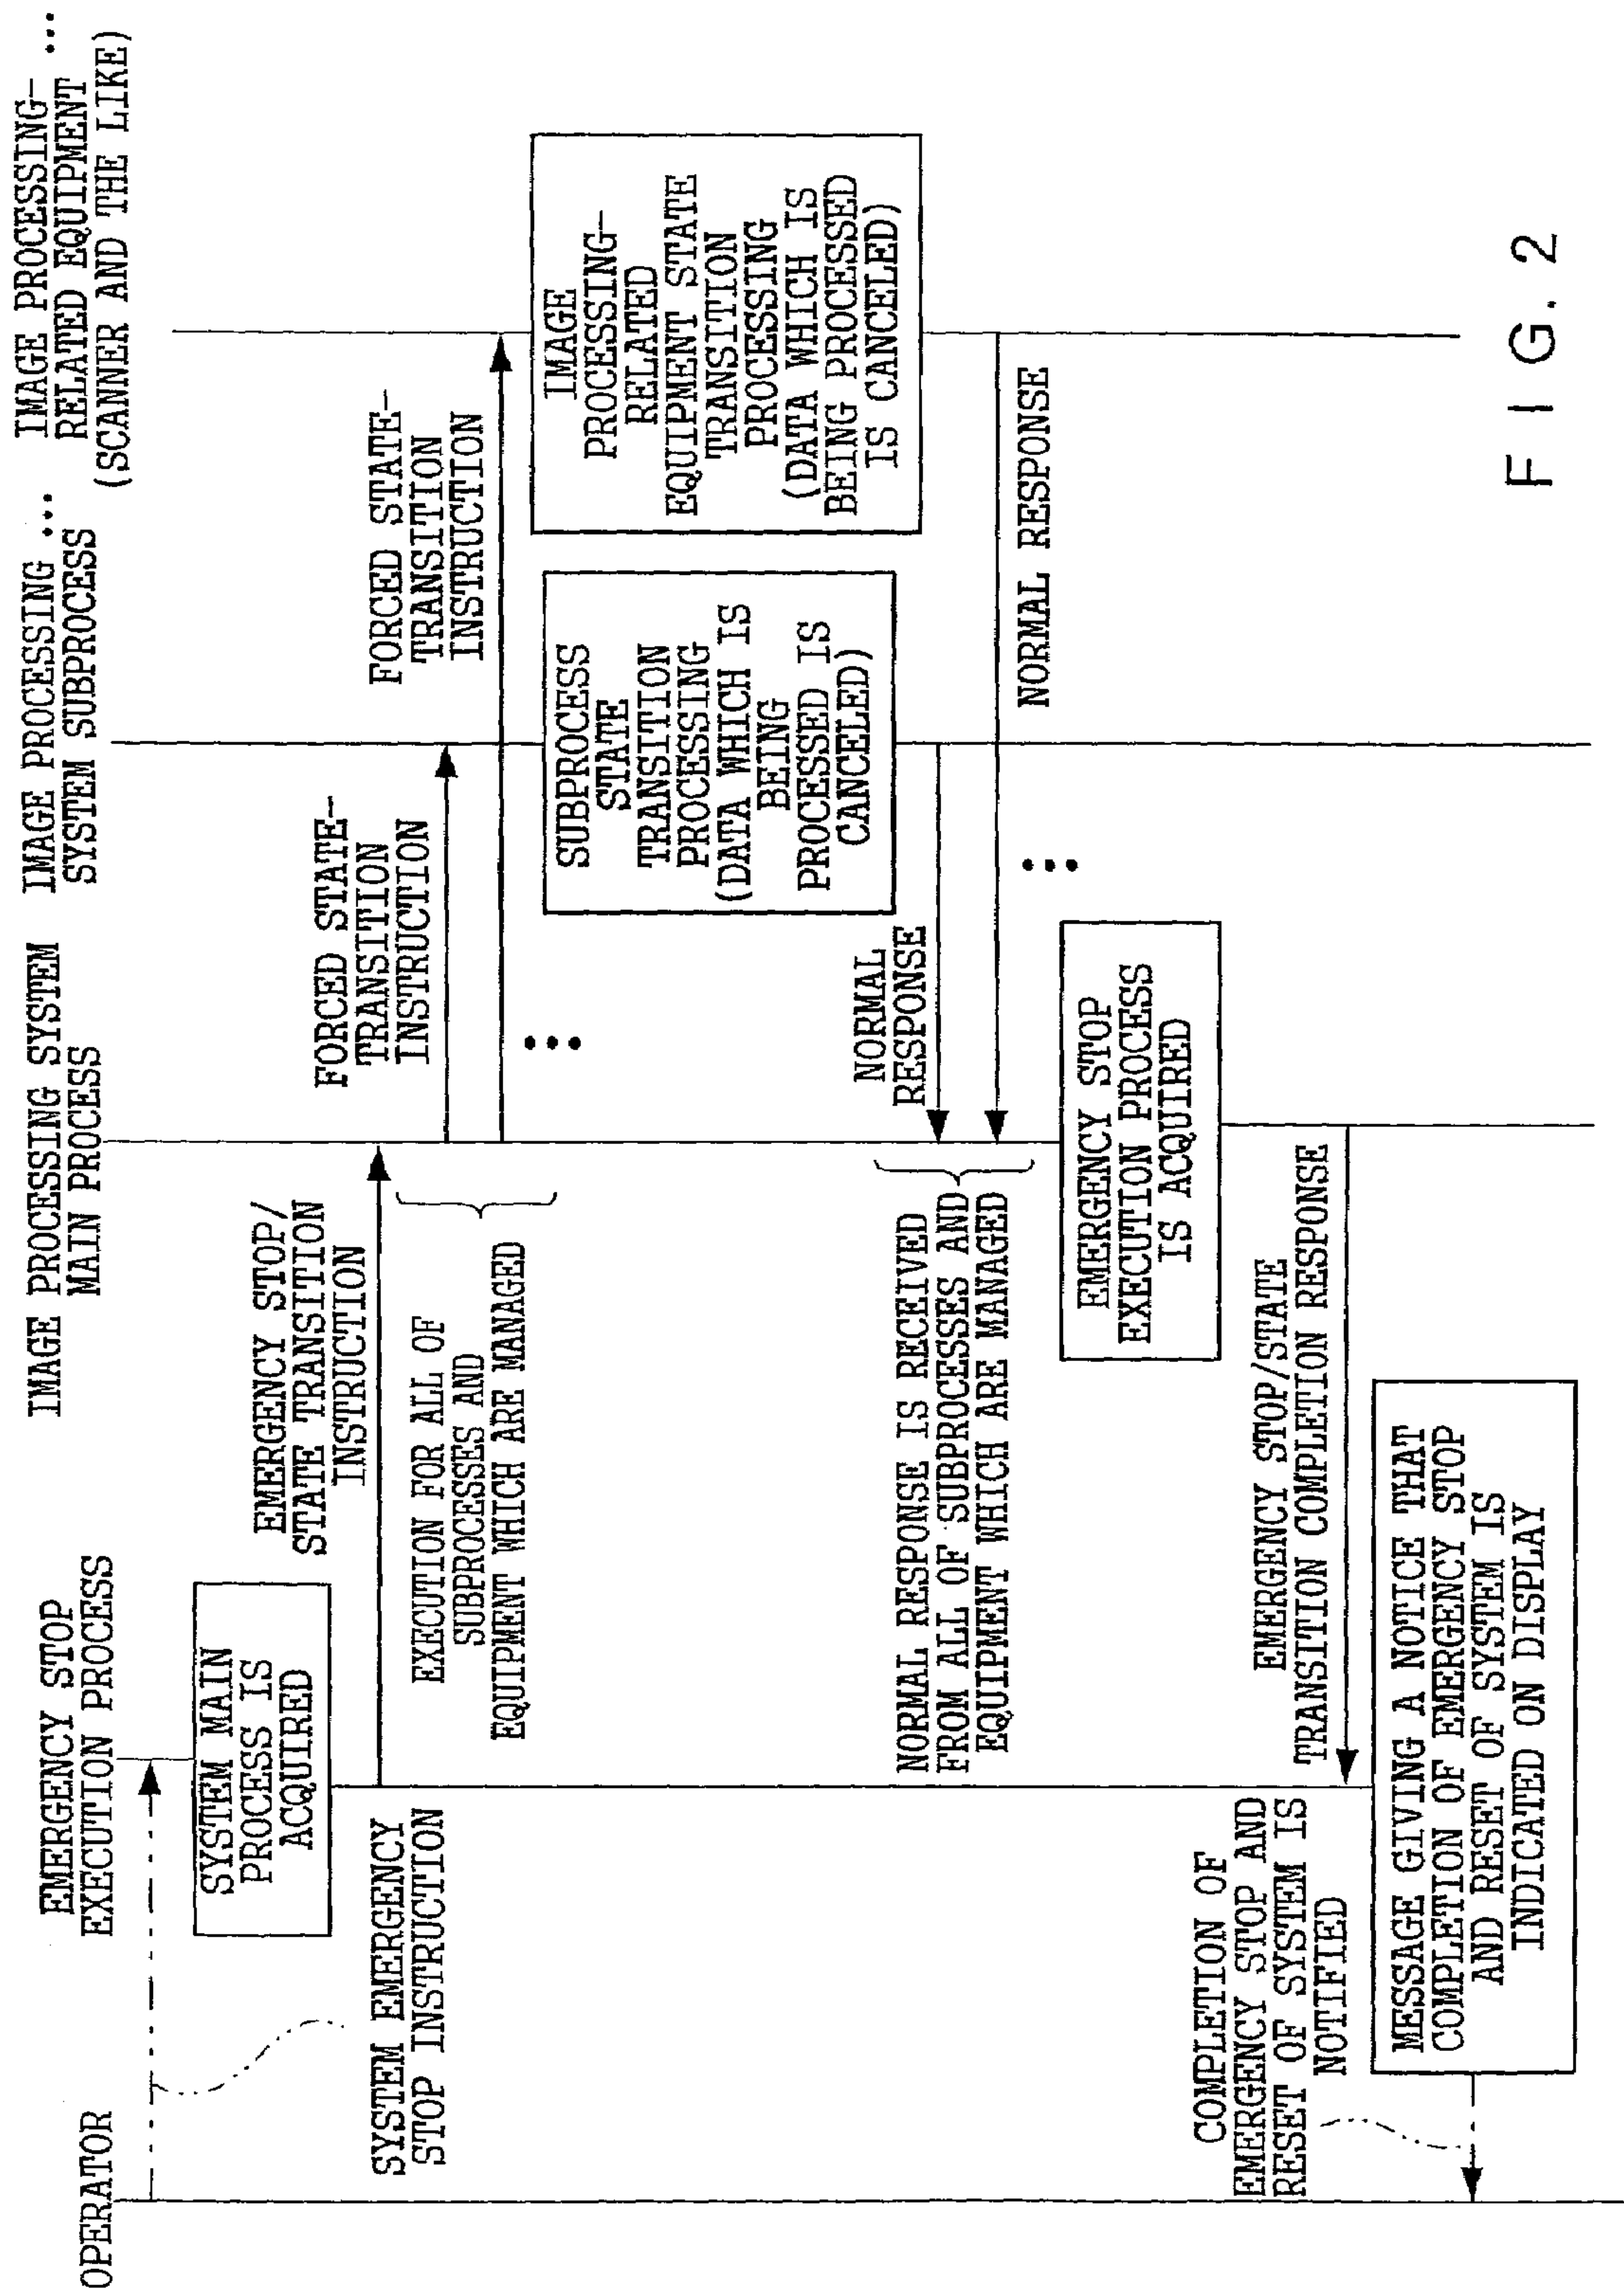 OPERATOR
EMERGENCY STOP
EXECUTION PROCESS
IMAGE PROCESSING SYSTEM
MAIN PROCESS
IMAGE PROCESSING ...
SYSTEM SUBPROCESS
IMAGE PROCESSING- ...
RELATED EQUIPMENT
(SCANNER AND THE LIKE)
SYSTEM EMERGENCY
STOP INSTRUCTION
SYSTEM MAIN
PROCESS IS
ACQUIRED
EMERGENCY STOP/
STATE TRANSITION
INSTRUCTION
EXECUTION FOR ALL OF
SUBPROCESSES AND
EQUIPMENT WHICH ARE MANAGED
FORCED STATE-
TRANSITION
INSTRUCTION
FORCED STATE-
TRANSITION
INSTRUCTION
...
SUBPROCESS
STATE
TRANSITION
PROCESSING
(DATA WHICH IS
BEING
PROCESSED IS
CANCELED)
IMAGE
PROCESSING-
RELATED
EQUIPMENT STATE
TRANSITION
PROCESSING
(DATA WHICH IS
BEING PROCESSED
IS CANCELED)
NORMAL
RESPONSE
NORMAL RESPONSE
...
NORMAL RESPONSE IS RECEIVED
FROM ALL OF SUBPROCESSES AND
EQUIPMENT WHICH ARE MANAGED
EMERGENCY STOP
EXECUTION PROCESS
IS ACQUIRED
EMERGENCY STOP/STATE
TRANSITION COMPLETION RESPONSE
COMPLETION OF
EMERGENCY STOP AND
RESET OF SYSTEM IS
NOTIFIED
MESSAGE GIVING A NOTICE THAT
COMPLETION OF EMERGENCY STOP
AND RESET OF SYSTEM IS
INDICATED ON DISPLAY
FIG. 2